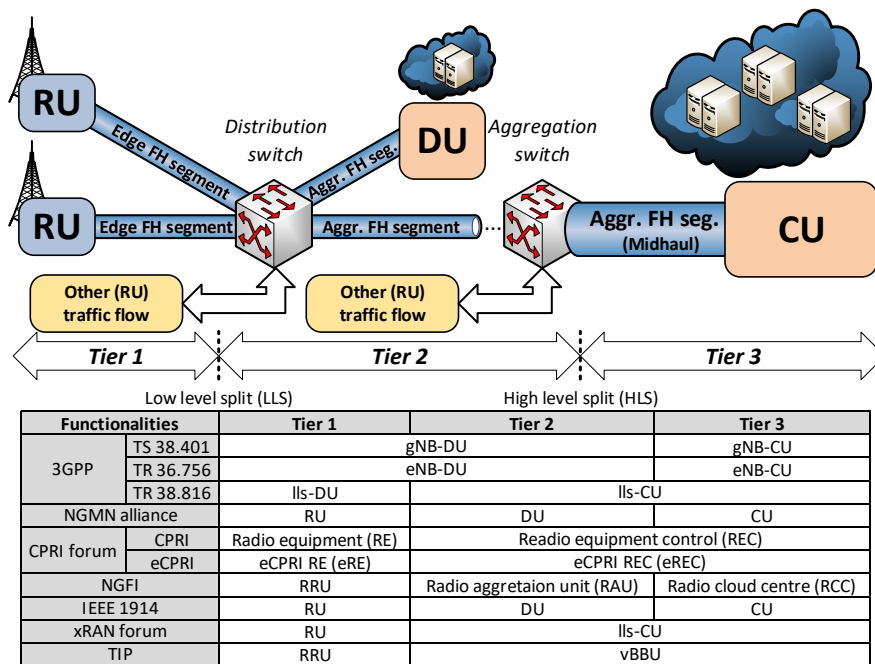 RU
Edge FH segment
Distribution
switch
Aggr. FH seg.
DU
Aggregation
switch
RU
Edge FH segment
Aggr. FH segment
...
Aggr. FH seg.
(Midhaul)
CU
Other (RU)
traffic flow
Other (RU)
traffic flow
Tier 1
Tier 2
Tier 3
Low level split (LLS)
High level split (HLS)
Functionalities Tier 1 Tier 2 Tier 3
3GPP TS 38.401 gNB-DU gNB-CU
TR 36.756 eNB-DU eNB-CU
TR 38.816 lls-DU lls-CU
NGMN alliance RU DU CU
CPRI forum CPRI Radio equipment (RE) Readio equipment control (REC)
eCPRI eCPRI RE (eRE) eCPRI REC (eREC)
NGFI RRU Radio aggretaion unit (RAU) Radio cloud centre (RCC)
IEEE 1914 RU DU CU
xRAN forum RU lls-CU
TIP RRU vBBU